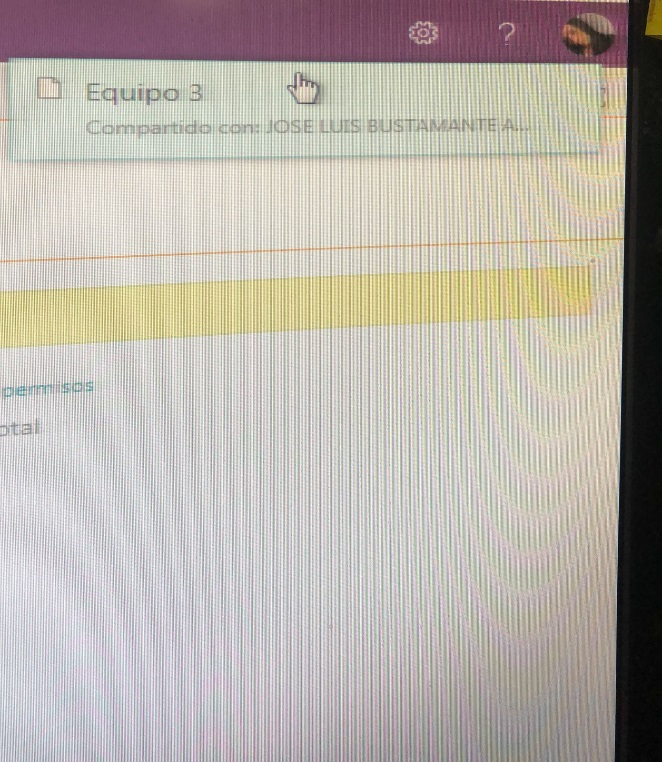 ?
Equipo 3
Compartido con: JOSE LUIS BUSTAMANTE A...
permisos
otal